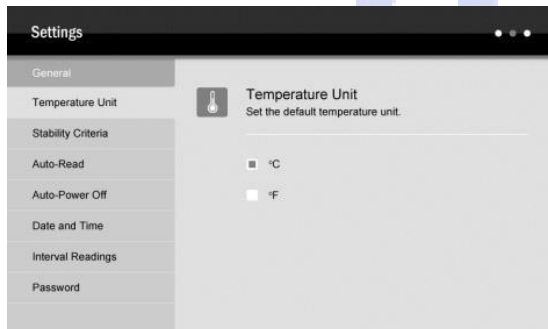 Settings
General
Temperature Unit
Stability Criteria
Auto-Read
Auto-Power Off
Date and Time
Interval Readings
Password
Temperature Unit
Set the default temperature unit.
°C
°F